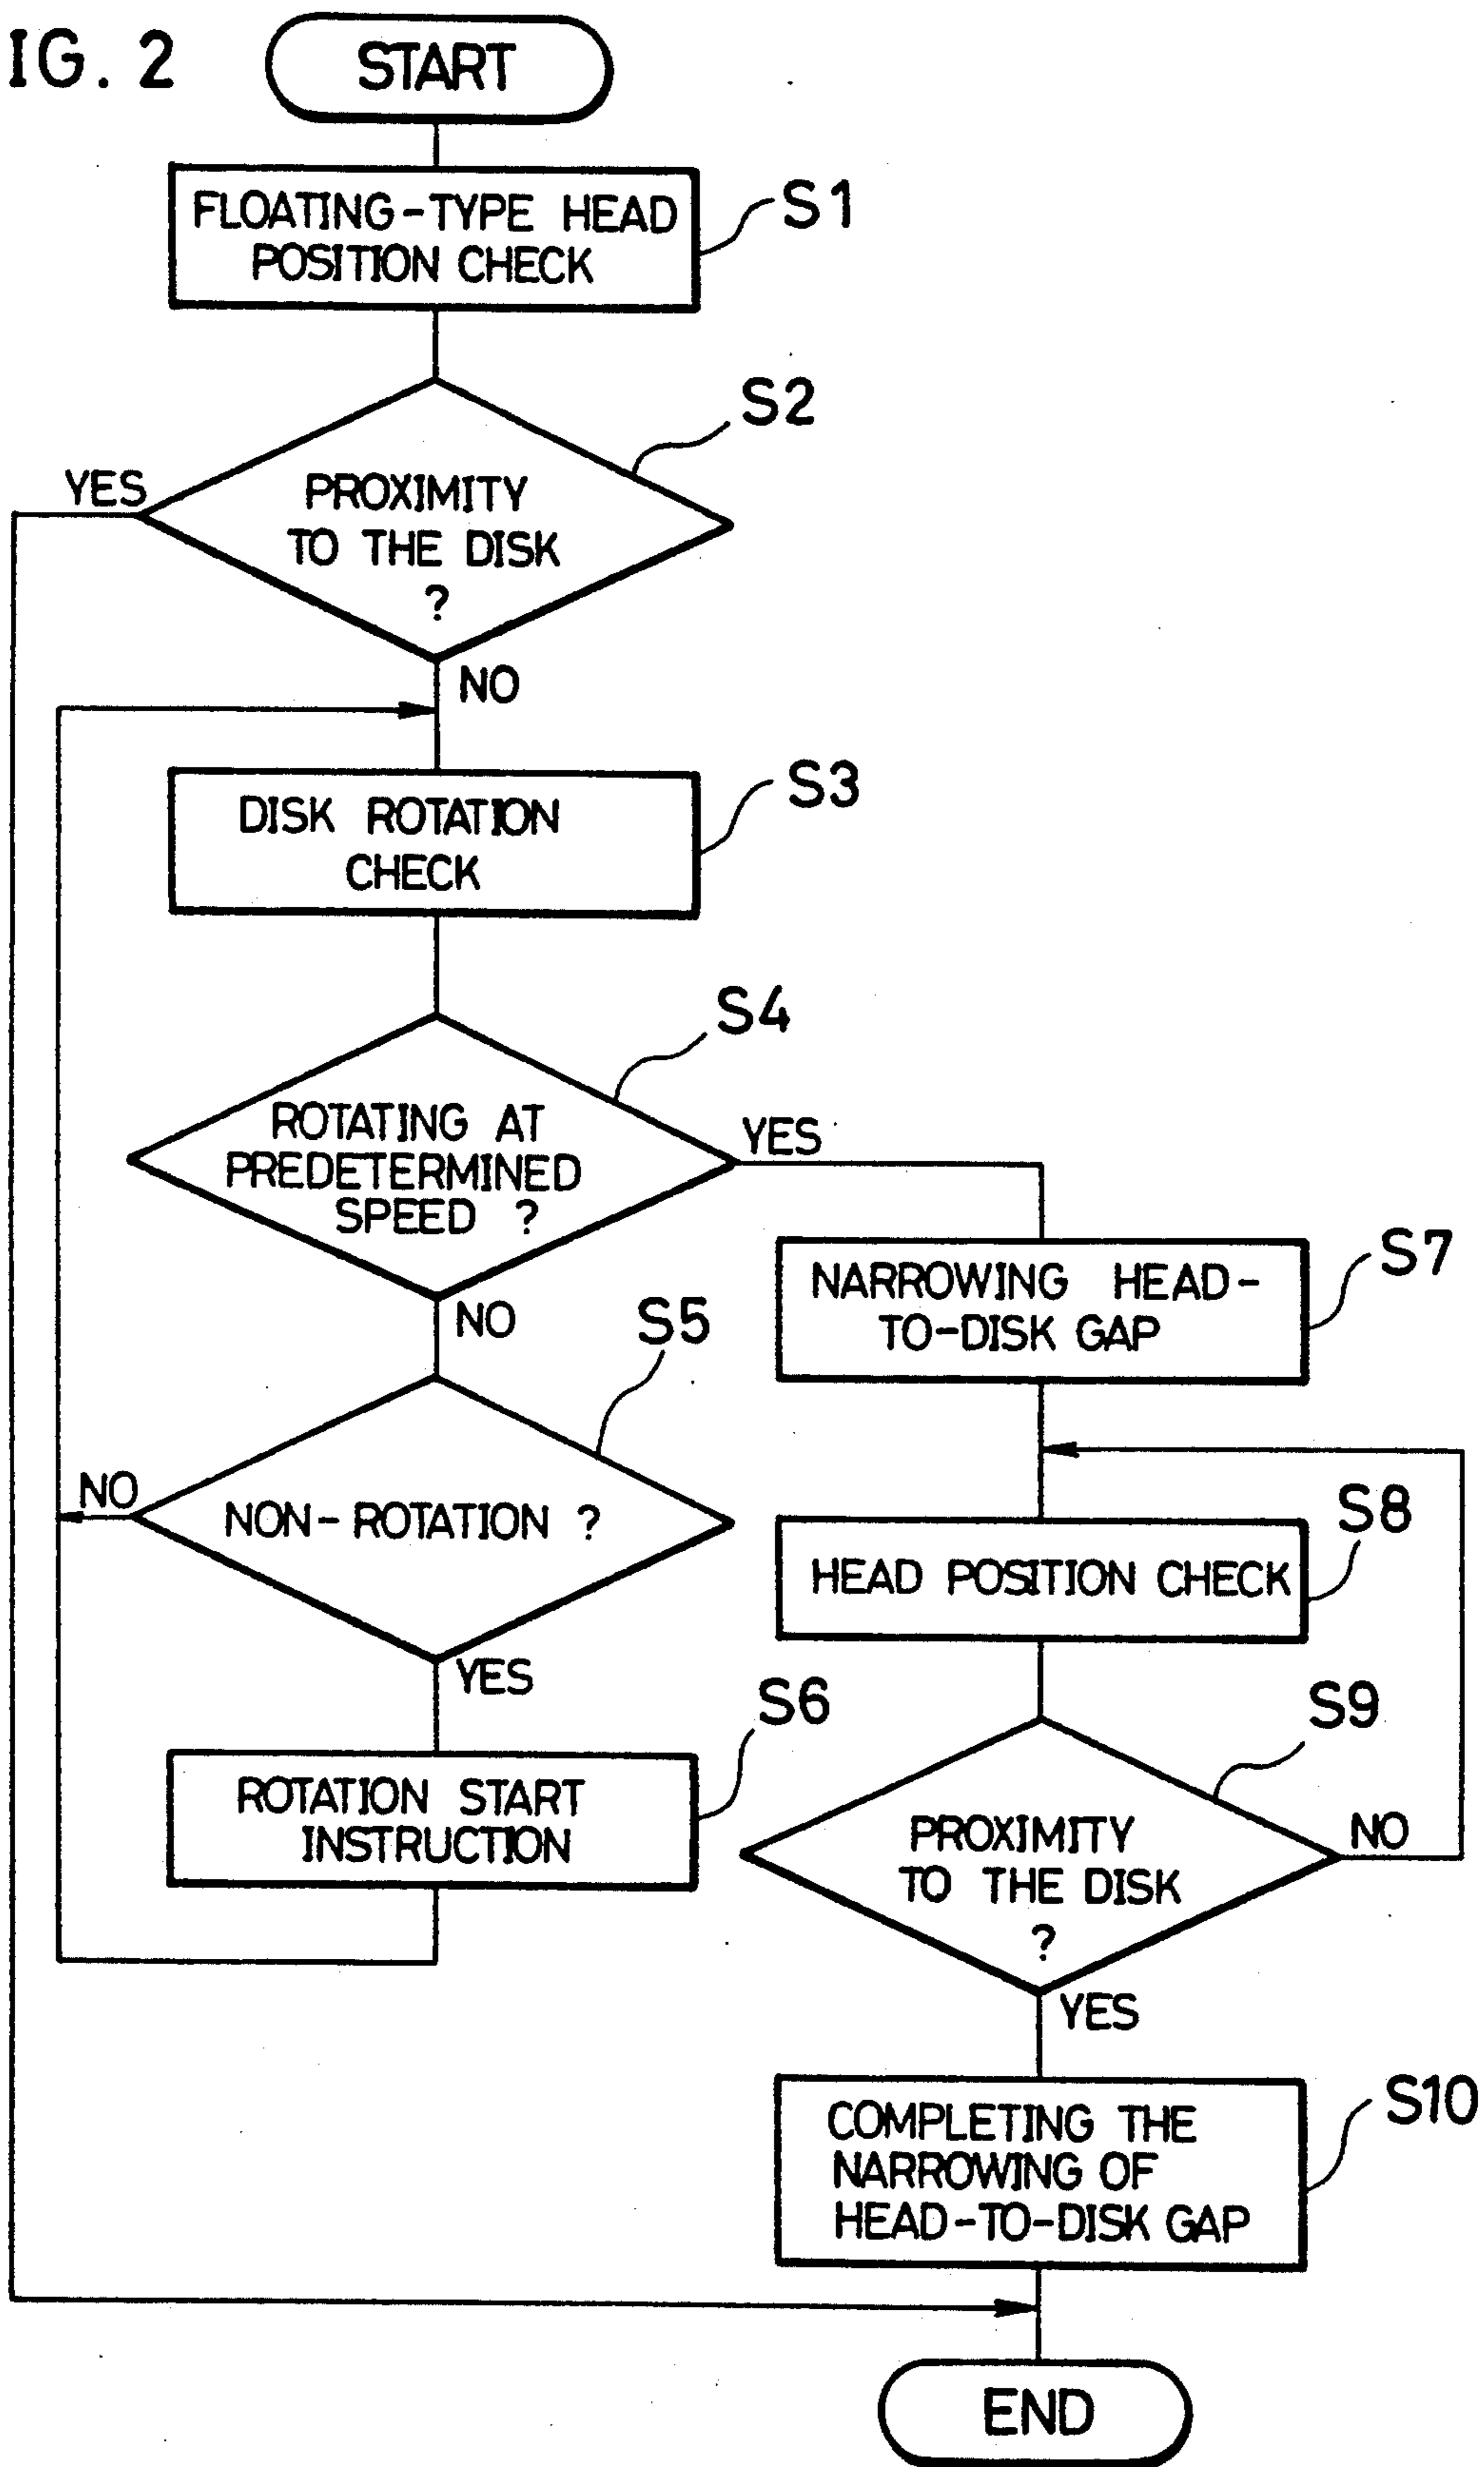 IG. 2
START
FLOATING-TYPE HEAD
POSITION CHECK
S1
S2
YES
PROXIMITY
TO THE DISK
?
NO
DISK ROTATION
CHECK
S3
S4
ROTATING AT
PREDETERMINED
SPEED ?
YES
NO
S5
NARROWING HEAD-
TO-DISK GAP
S7
NO
NON-ROTATION ?
YES
HEAD POSITION CHECK
S8
ROTATION START
INSTRUCTION
S6
S9
PROXIMITY
TO THE DISK
?
NO
YES
COMPLETING THE
NARROWING OF
HEAD-TO-DISK GAP
S10
END